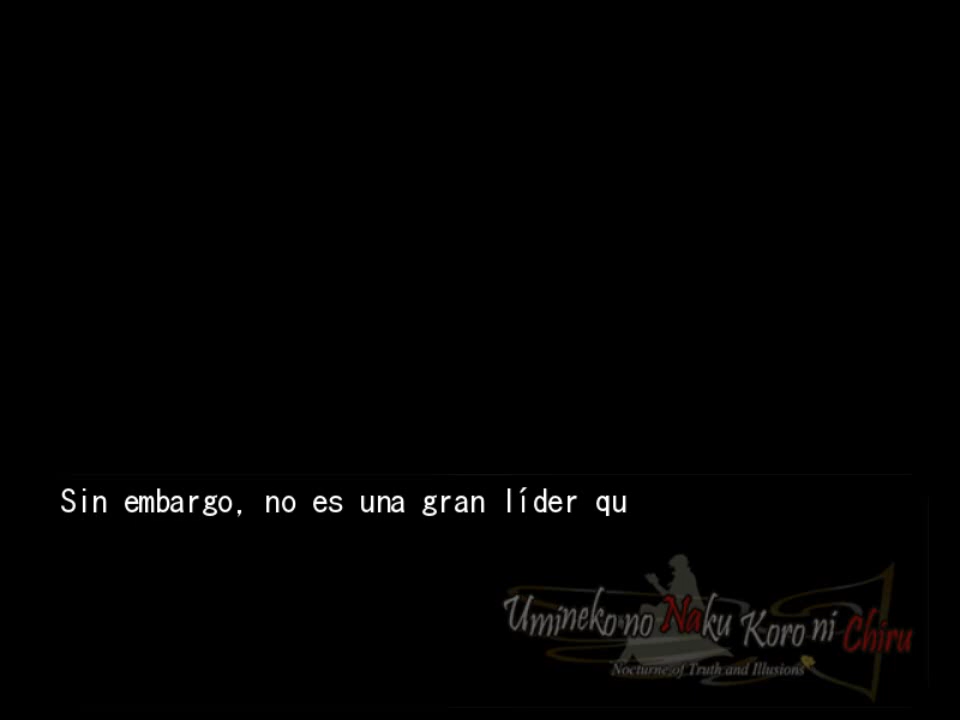 Sin embargo, no es una gran líder qu
Umineko no Naku Koro ni Chiru
Nocturne of Truth and Illusions